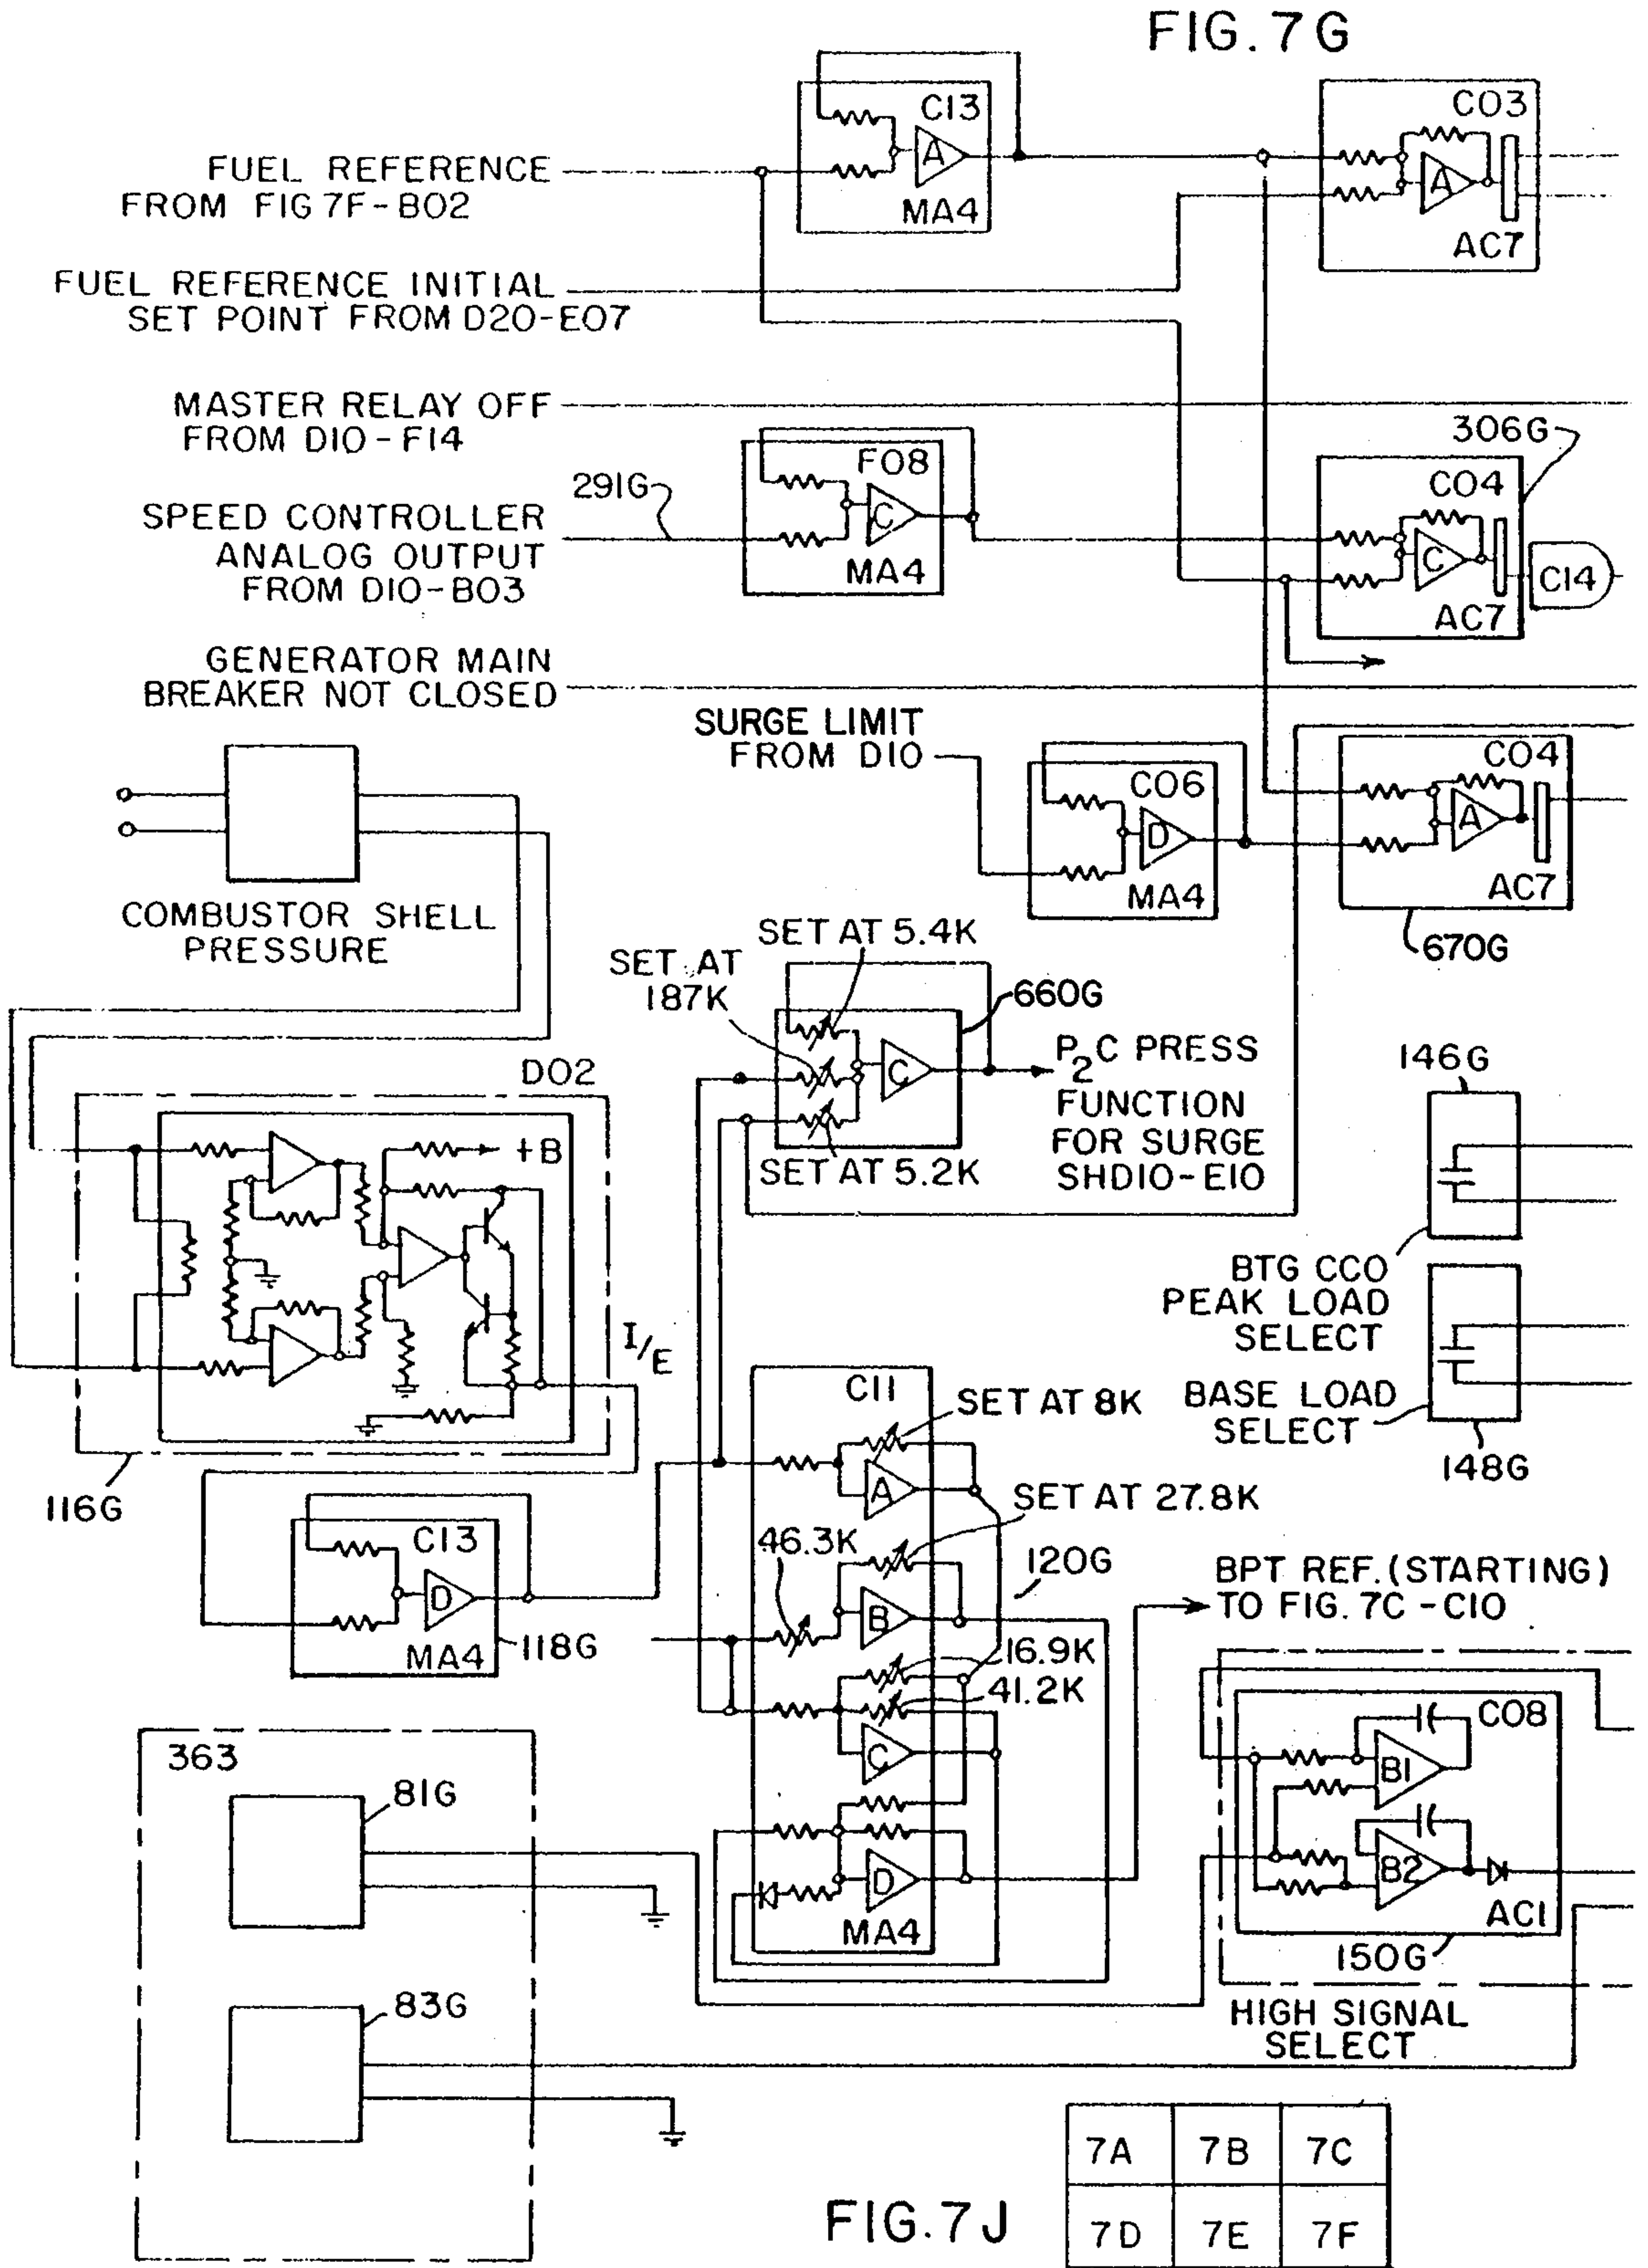 FIG. 7G
C13
A
MA4
C03
A
AC7
FUEL REFERENCE
FROM FIG 7F-B02
FUEL REFERENCE INITIAL
SET POINT FROM D20-E07
MASTER RELAY OFF
FROM D10-F14
306G
291G
F08
C
MA4
C04
C
AC7
C14
SPEED CONTROLLER
ANALOG OUTPUT
FROM D10-B03
GENERATOR MAIN
BREAKER NOT CLOSED
SURGE LIMIT
FROM D10
C06
D
MA4
C04
A
AC7
670G
COMBUSTOR SHELL
PRESSURE
SET AT 5.4K
SET AT
187K
660G
C
SET AT 5.2K
P2C PRESS
FUNCTION
FOR SURGE
SHD10-E10
146G
BTG CCO
PEAK LOAD
SELECT
BASE LOAD
SELECT
148G
D02
+B
I/E
116G
C13
D
MA4
118G
C11
SET AT 8K
A
SET AT 27.8K
46.3K
B
120G
16.9K
41.2K
C
D
MA4
BPT REF. (STARTING)
TO FIG. 7C-C10
C08
B1
B2
AC1
150G
HIGH SIGNAL
SELECT
363
81G
83G
FIG. 7J
7A 7B 7C
7D 7E 7F